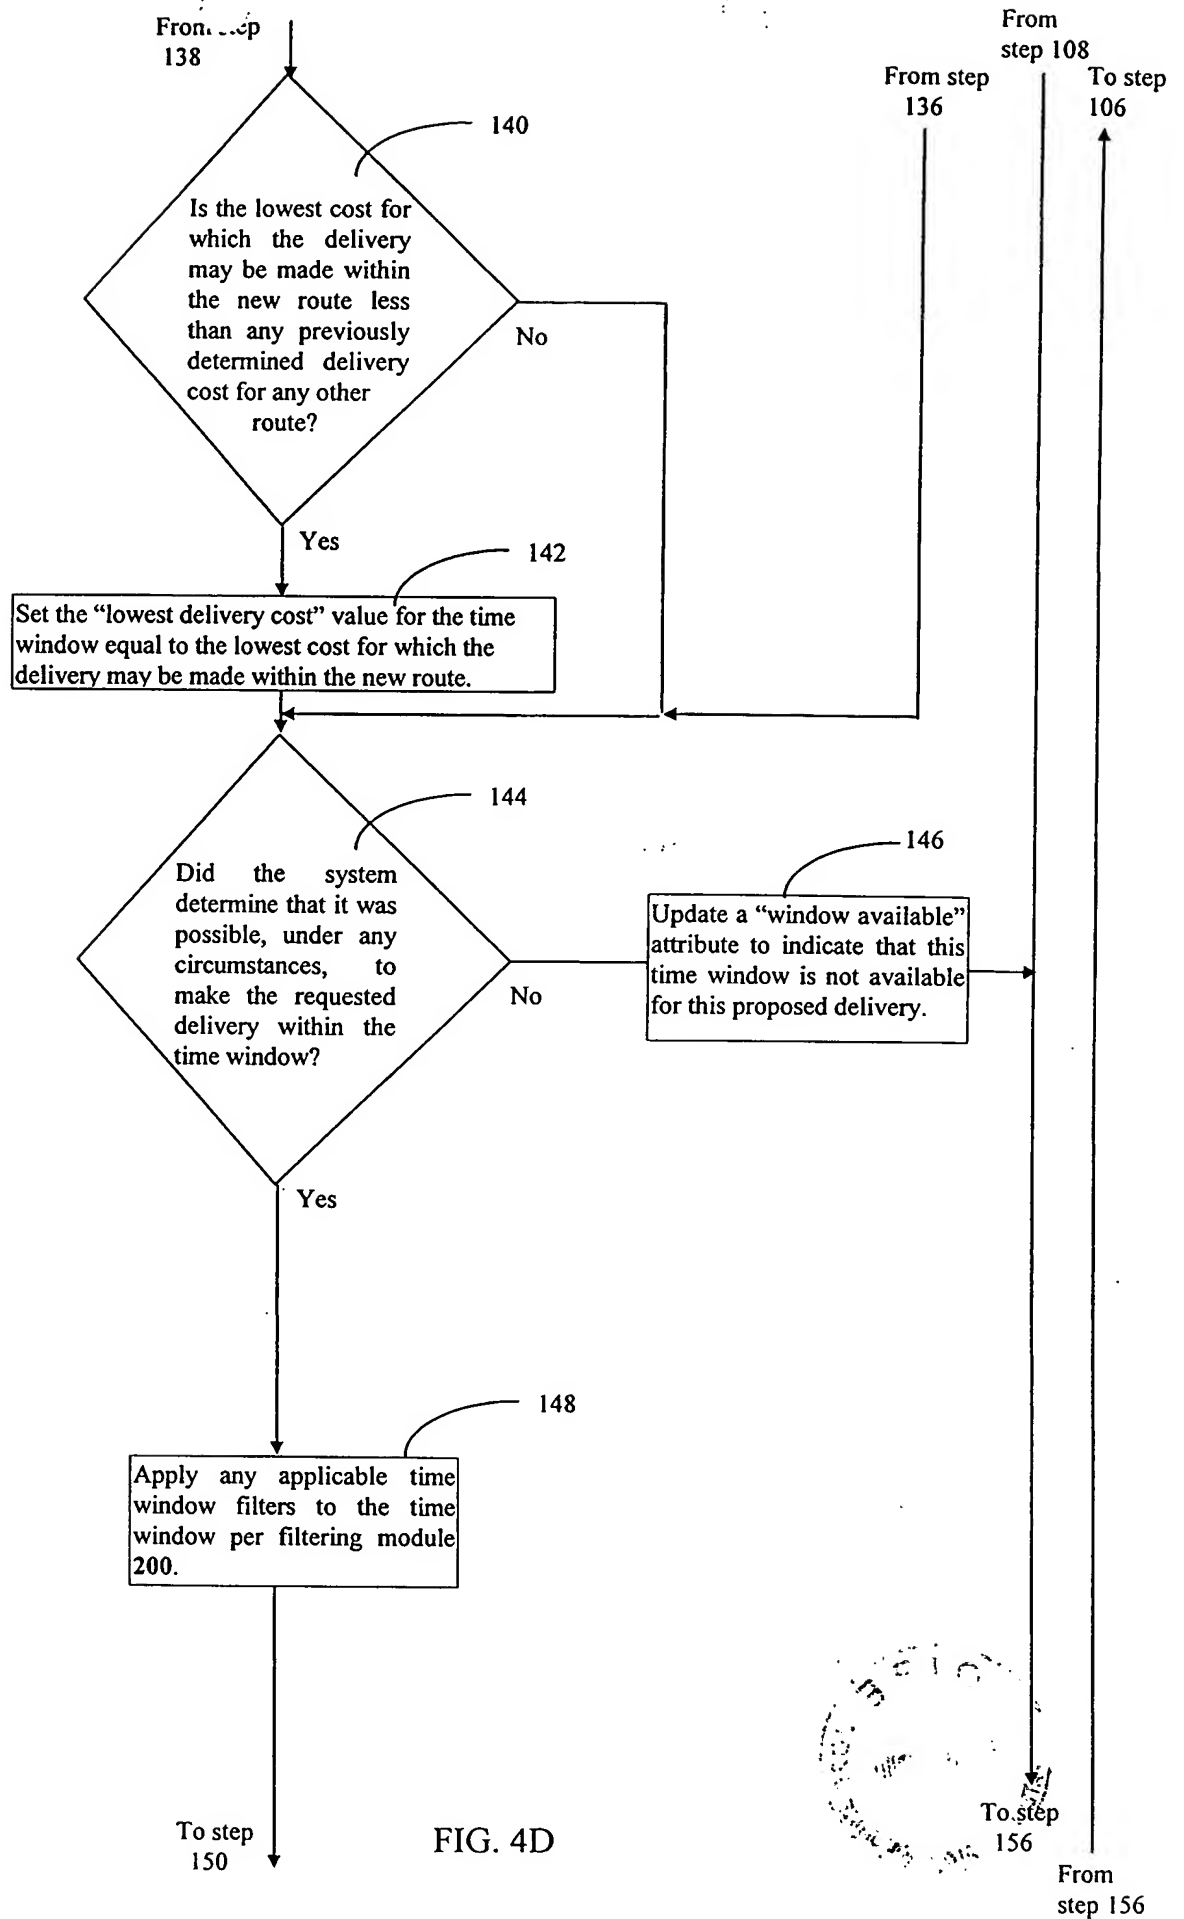 From step
138
From
step 108
From step
136
To step
106
140
Is the lowest cost for
which the delivery
may be made within
the new route less
than any previously
determined delivery
cost for any other
route?
No
Yes
142
Set the “lowest delivery cost” value for the time
window equal to the lowest cost for which the
delivery may be made within the new route.
144
Did the system
determine that it was
possible, under any
circumstances, to
make the requested
delivery within the
time window?
No
146
Update a “window available”
attribute to indicate that this
time window is not available
for this proposed delivery.
Yes
148
Apply any applicable time
window filters to the time
window per filtering module
200.
To step
150
FIG. 4D
To step
156
From
step 156